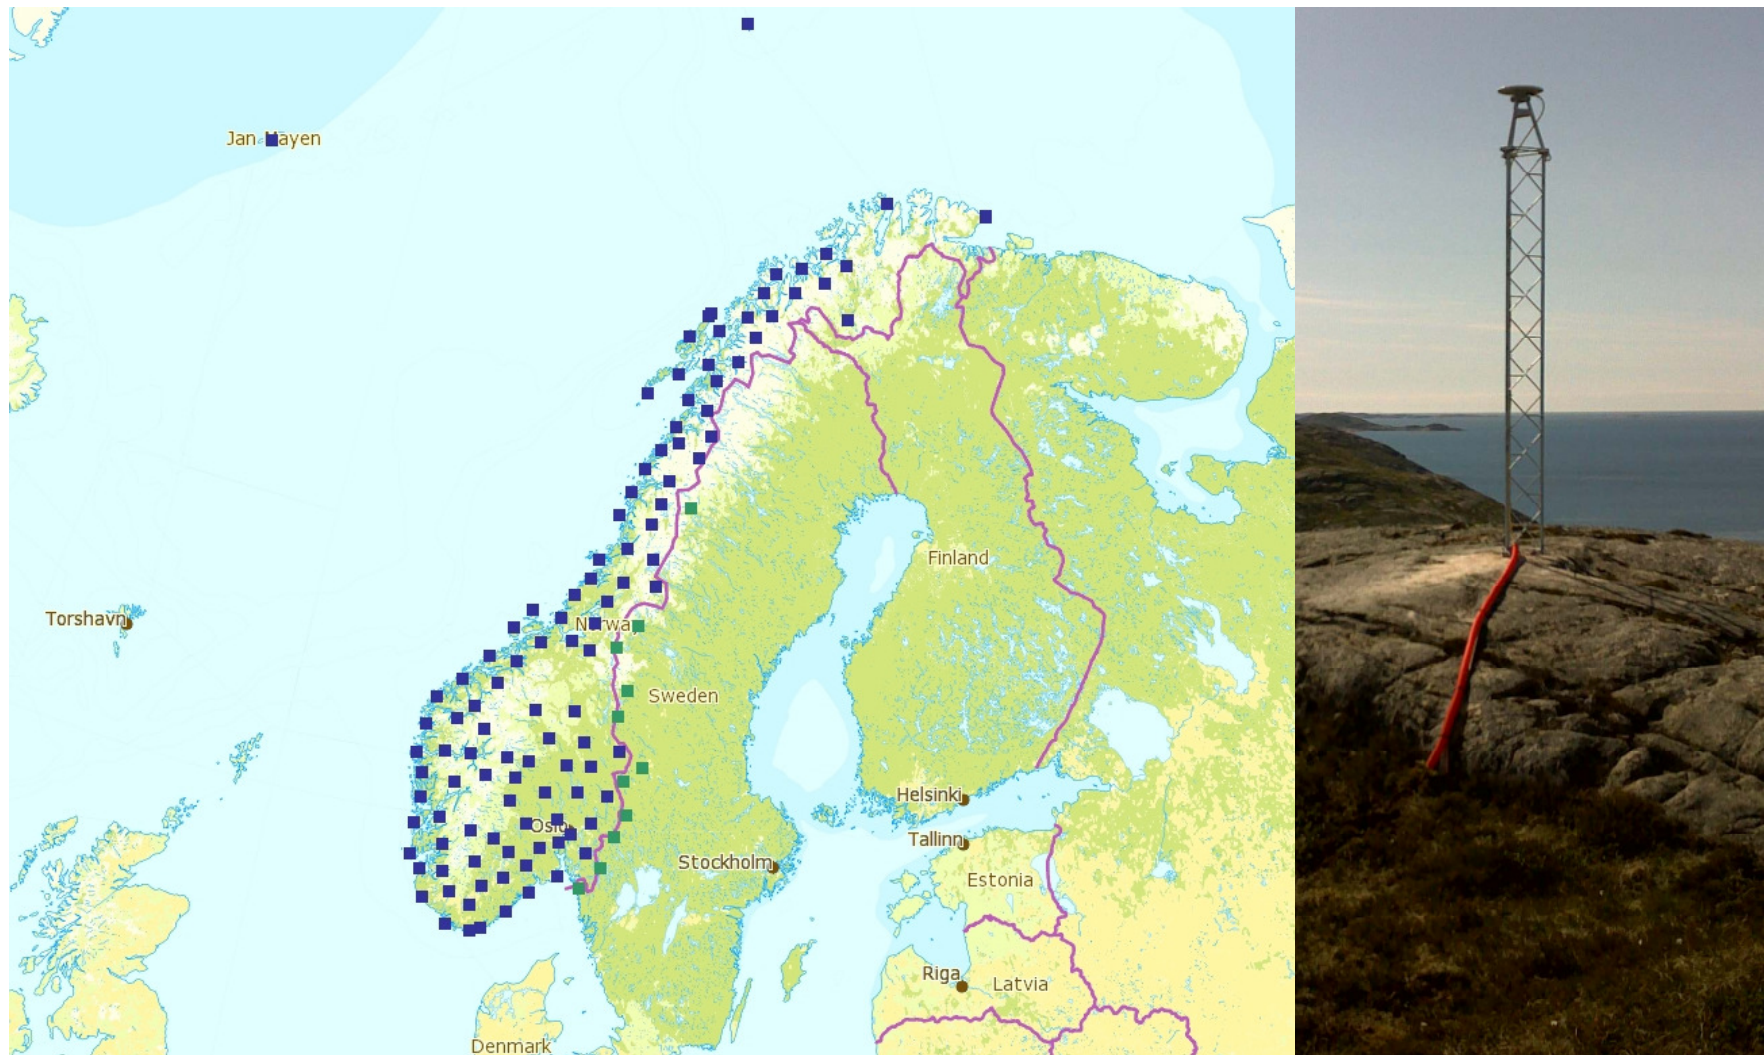 Jan Mayen
Finland
Torshavn
Norway
Sweden
Helsinki
Oslo
Tallinn
Stockholm
Estonia
Riga
Latvia
Denmark